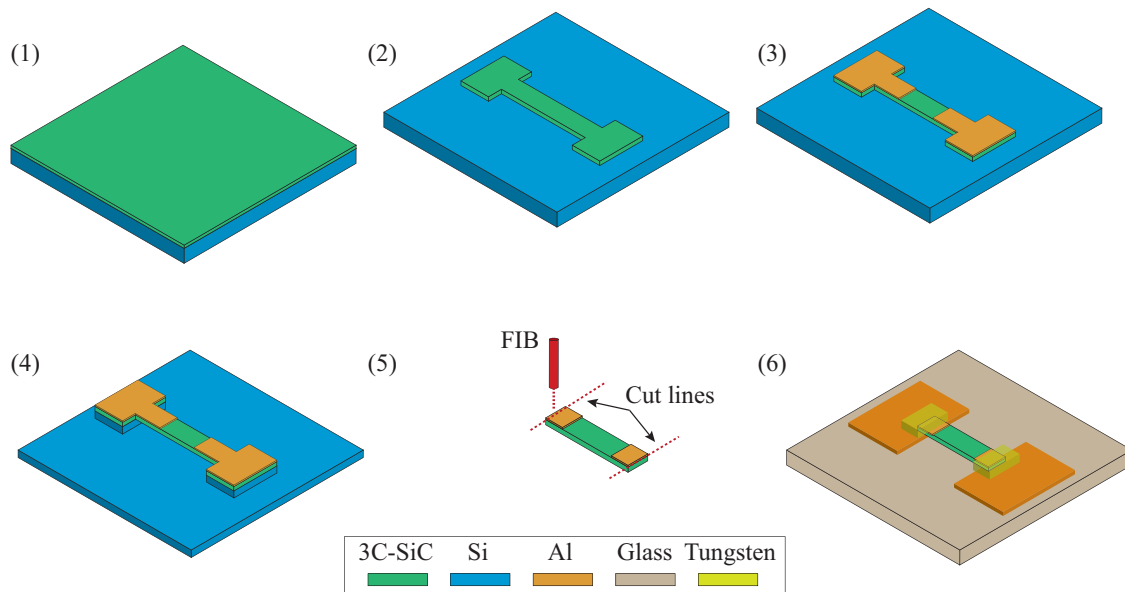 (1)
(2)
(3)
(4)
(5)
(6)
FIB
Cut lines
3C-SiC Si Al Glass Tungsten